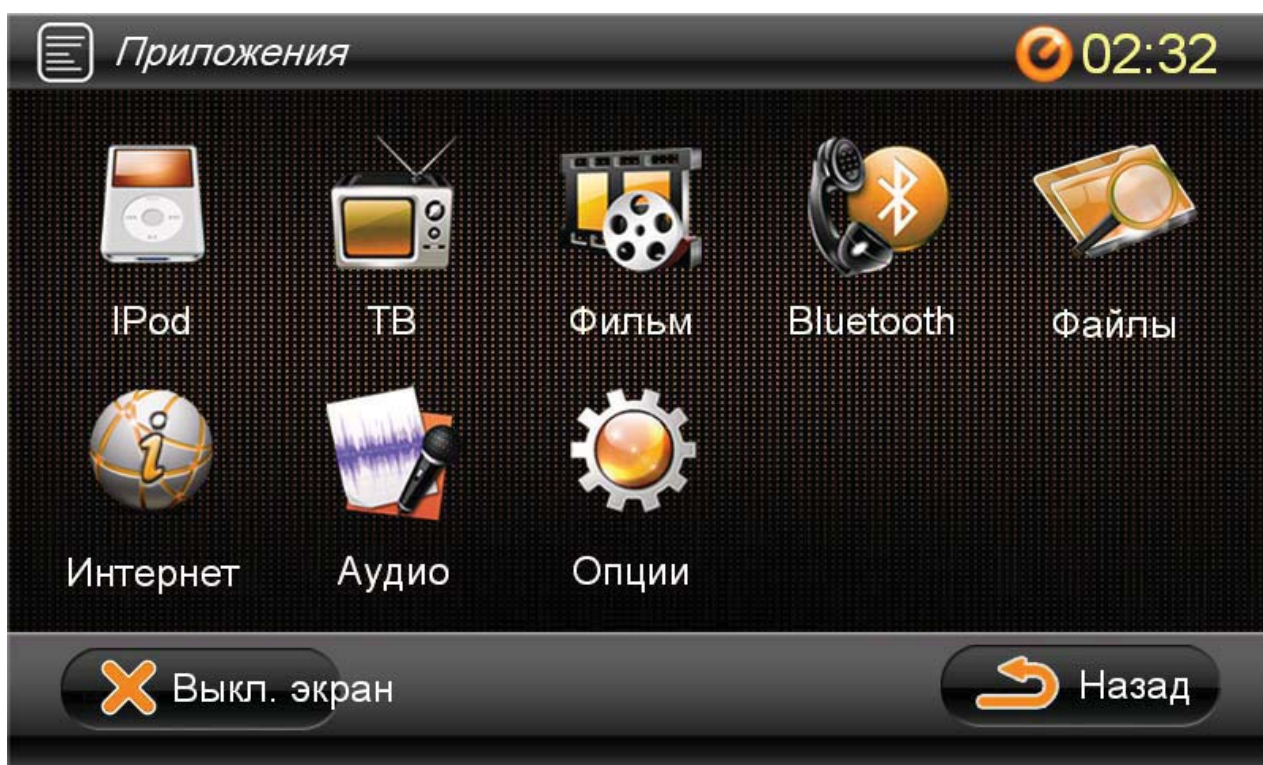 Приложения 02:32
IPod ТВ Фильм Bluetooth Файлы
Интернет Аудио Опции
Выкл. экран Назад